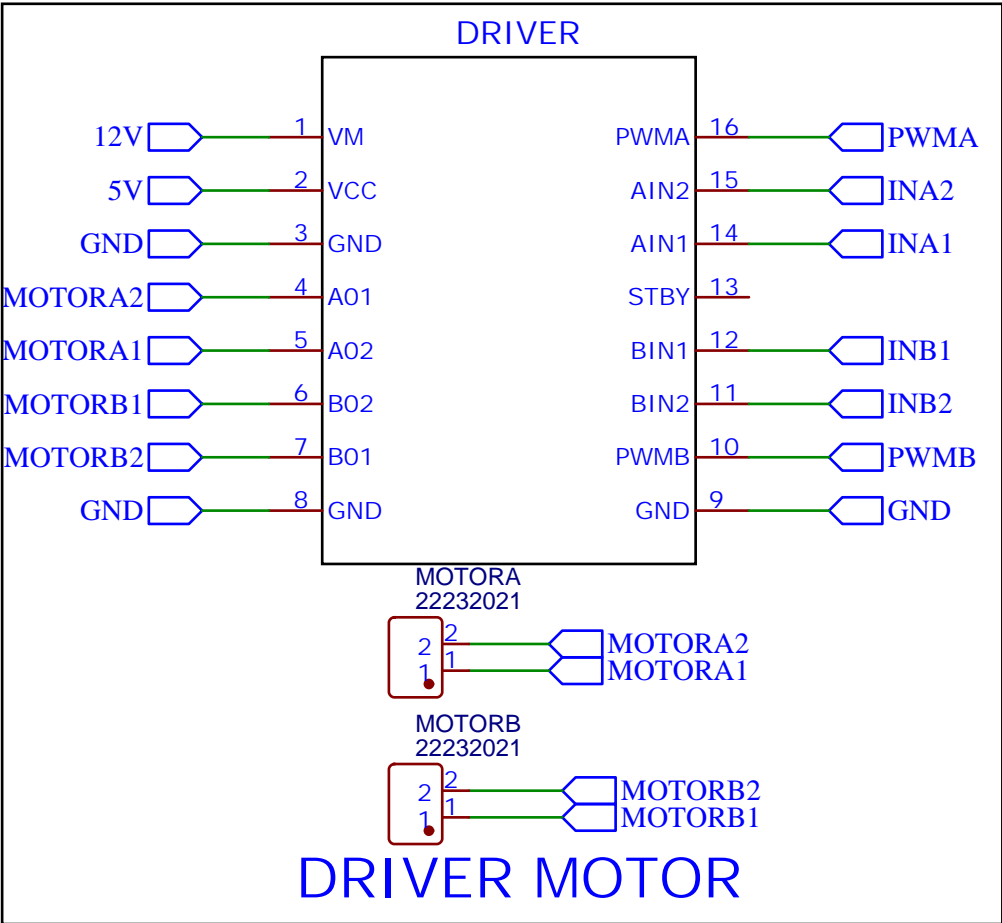 DRIVER
12V 1 VM PWMA 16 PWMA
5V 2 VCC AIN2 15 INA2
GND 3 GND AIN1 14 INA1
MOTORA2 4 A01 STBY 13
MOTORA1 5 A02 BIN1 12 INB1
MOTORB1 6 B02 BIN2 11 INB2
MOTORB2 7 B01 PWMB 10 PWMB
GND 8 GND GND 9 GND
MOTORA
22232021
2 2 MOTORA2
1 1 MOTORA1
MOTORB
22232021
2 2 MOTORB2
1 1 MOTORB1
DRIVER MOTOR